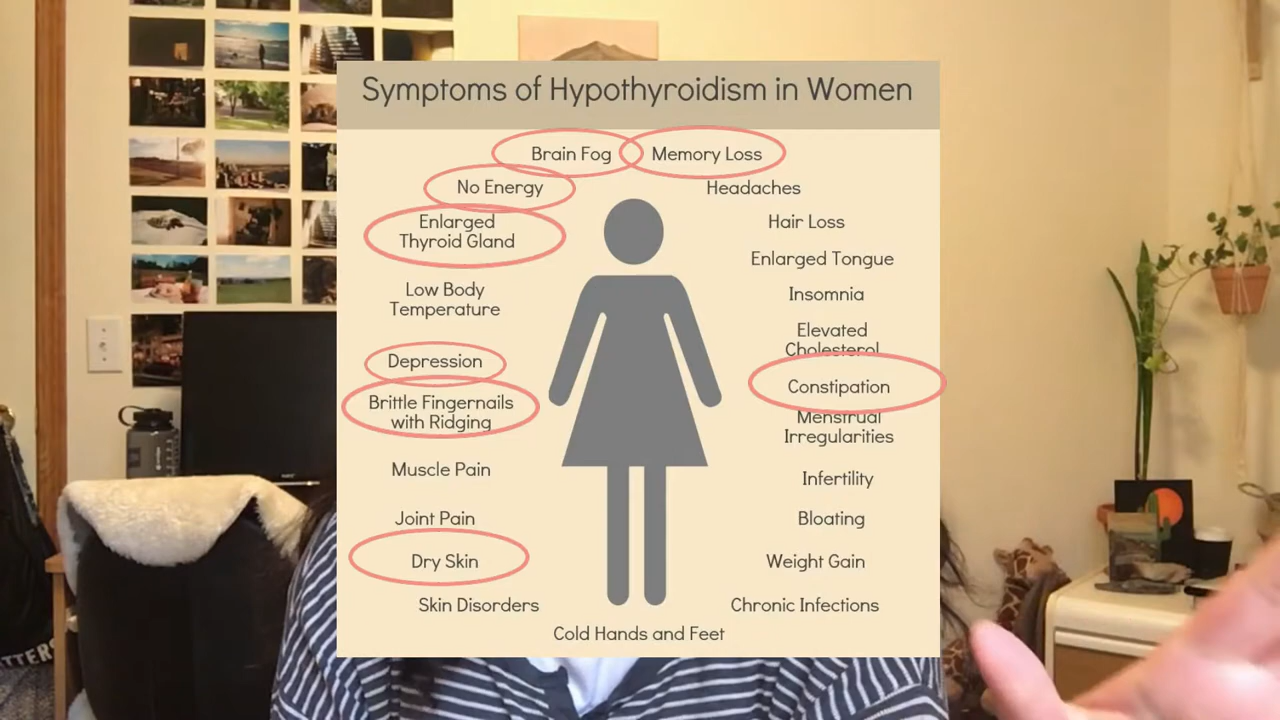 Symptoms of Hypothyroidism in Women
Brain Fog
Memory Loss
No Energy
Headaches
Enlarged
Thyroid Gland
Hair Loss
Enlarged Tongue
Low Body
Temperature
Insomnia
Elevated
Cholesterol
Depression
Constipation
Brittle Fingernails
with Ridging
Menstrual
Irregularities
Muscle Pain
Infertility
Joint Pain
Bloating
Dry Skin
Weight Gain
Skin Disorders
Chronic Infections
Cold Hands and Feet